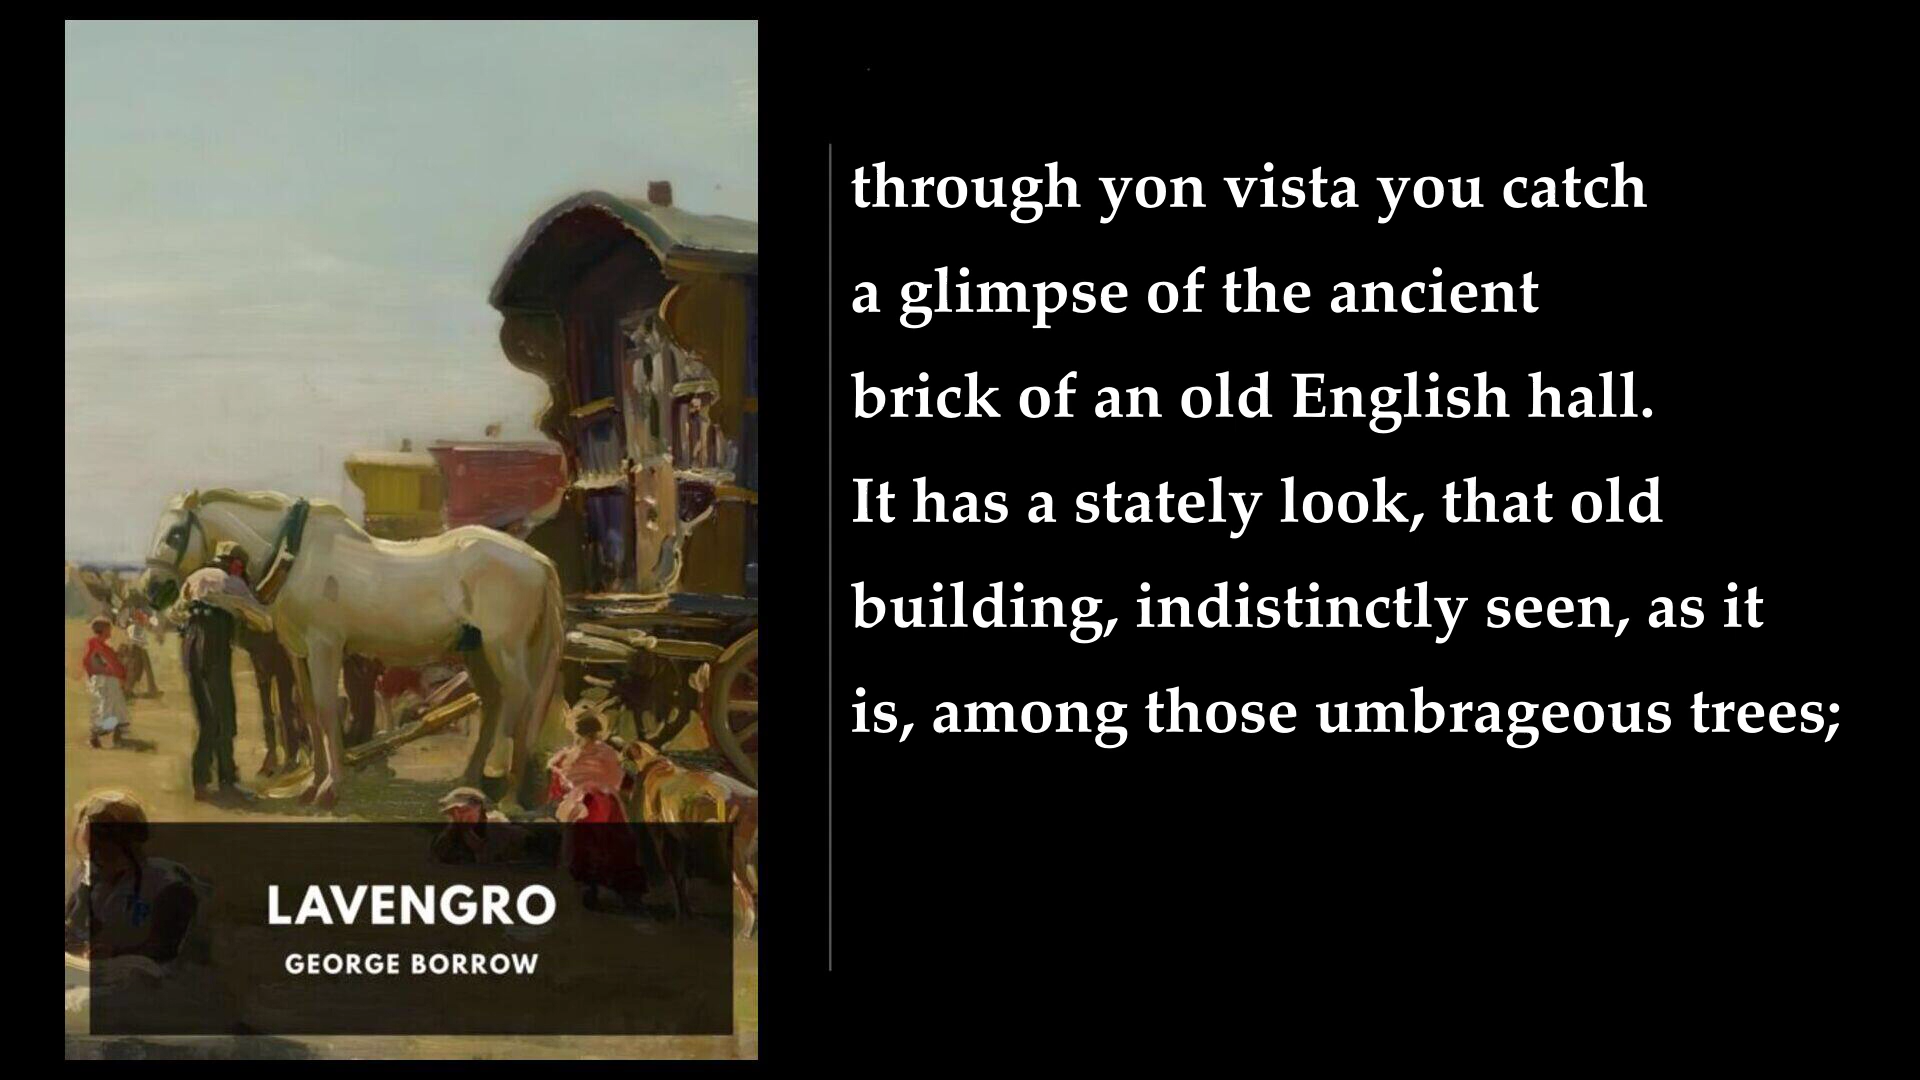 through yon vista you catch
a glimpse of the ancient
brick of an old English hall.
It has a stately look, that old
building, indistinctly seen, as it
is, among those umbrageous trees;
LAVENGRO
GEORGE BORROW